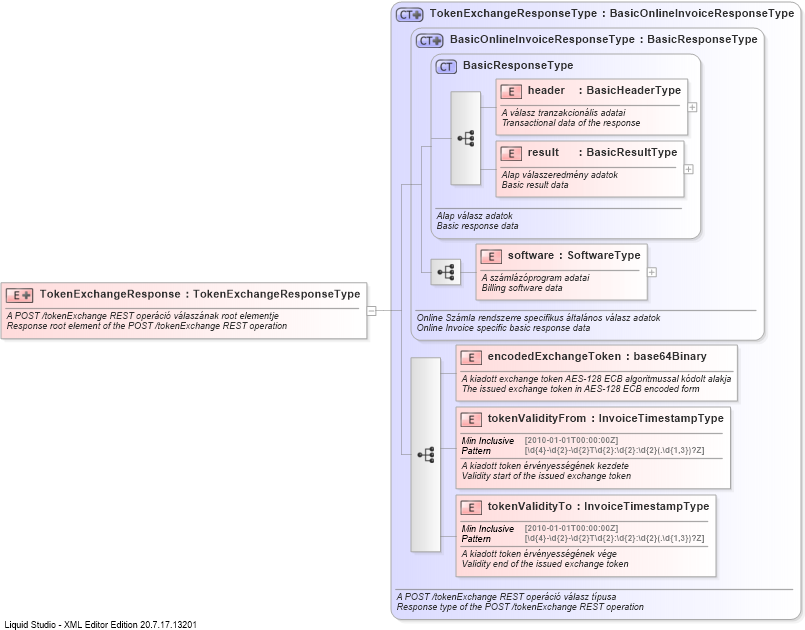 CT+ TokenExchangeResponseType : BasicOnlineInvoiceResponseType
CT+ BasicOnlineInvoiceResponseType : BasicResponseType
CT BasicResponseType
E header : BasicHeaderType
A válasz tranzakcionális adatai
Transactional data of the response
E result : BasicResultType
Alap válaszeredmény adatok
Basic result data
Alap válasz adatok
Basic response data
E software : SoftwareType
A számlázóprogram adatai
Billing software data
E+ TokenExchangeResponse : TokenExchangeResponseType
A POST /tokenExchange REST operáció válaszának root elementje
Response root element of the POST /tokenExchange REST operation
Online Számla rendszerre specifikus általános válasz adatok
Online Invoice specific basic response data
E encodedExchangeToken : base64Binary
A kiadott exchange token AES-128 ECB algoritmussal kódolt alakja
The issued exchange token in AES-128 ECB encoded form
E tokenValidityFrom : InvoiceTimestampType
Min Inclusive [2010-01-01T00:00:00Z]
Pattern [\d{4}-\d{2}-\d{2}T\d{2}:\d{2}:\d{2}(.\d{1,3})?Z]
A kiadott token érvényességének kezdete
Validity start of the issued exchange token
E tokenValidityTo : InvoiceTimestampType
Min Inclusive [2010-01-01T00:00:00Z]
Pattern [\d{4}-\d{2}-\d{2}T\d{2}:\d{2}:\d{2}(.\d{1,3})?Z]
A kiadott token érvényességének vége
Validity end of the issued exchange token
A POST /tokenExchange REST operáció válasz típusa
Response type of the POST /tokenExchange REST operation
Liquid Studio - XML Editor Edition 20.7.17.13201